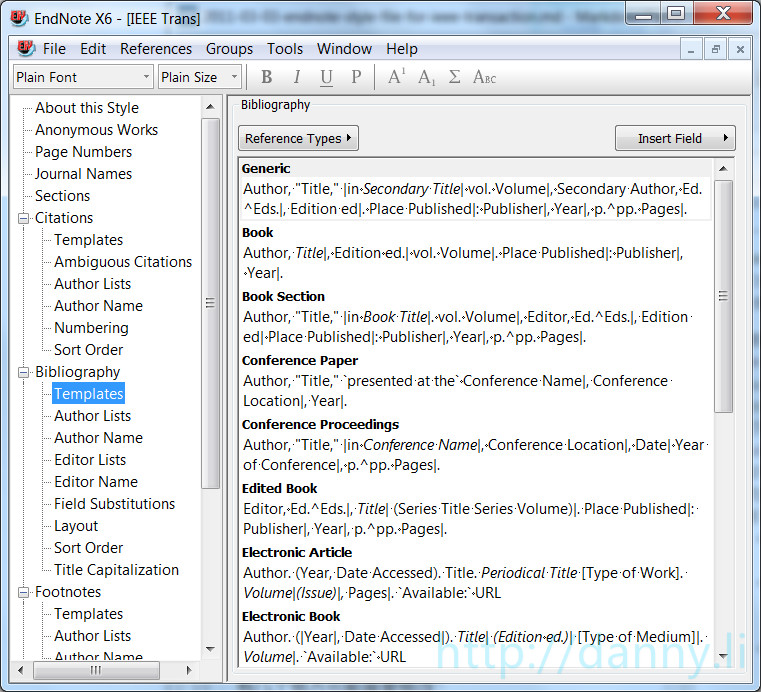 EndNote X6 - [IEEE Trans]
File Edit References Groups Tools Window Help
Plain Font Plain Size B I U P A¹ A₁ Σ ABC
About this Style
Anonymous Works
Page Numbers
Journal Names
Sections
Citations
Templates
Ambiguous Citations
Author Lists
Author Name
Numbering
Sort Order
Bibliography
Templates
Author Lists
Author Name
Editor Lists
Editor Name
Field Substitutions
Layout
Sort Order
Title Capitalization
Footnotes
Templates
Author Lists
Author Name
Bibliography
Reference Types Insert Field
Generic
Author,·"Title,"·|in·Secondary·Title|·vol.·Volume|,·Secondary·Author,·Ed.
^Eds.|,·Edition·ed|.·Place·Published|:·Publisher|,·Year|,·p.^pp.·Pages|.
Book
Author,·Title|,·Edition·ed.|·vol.·Volume|.·Place·Published|:·Publisher|,
·Year|.
Book Section
Author,·"Title,"·|in·Book·Title|.·vol.·Volume|,·Editor,·Ed.^Eds.|,·Edition·
ed|·Place·Published|:·Publisher|,·Year|,·p.^pp.·Pages|.
Conference Paper
Author,·"Title,"·`presented·at·the`·Conference·Name|,·Conference·
Location|,·Year|.
Conference Proceedings
Author,·"Title,"·|in·Conference·Name|,·Conference·Location|,·Date|·Year·
of·Conference|,·p.^pp.·Pages|.
Edited Book
Editor,·Ed.^Eds.|,·Title|·(Series·Title·Series·Volume)|.·Place·Published|:·
Publisher|,·Year|,·p.^pp.·Pages|.
Electronic Article
Author.·(Year,·Date·Accessed).·Title.·Periodical·Title·[Type·of·Work].·
Volume|(Issue)|,·Pages|.·`Available:`·URL
Electronic Book
Author.·(|Year|,·Date·Accessed|).·Title|·(Edition·ed.)|·[Type·of·Medium]|.·
Volume|.·`Available:`·URL
http://danny.li